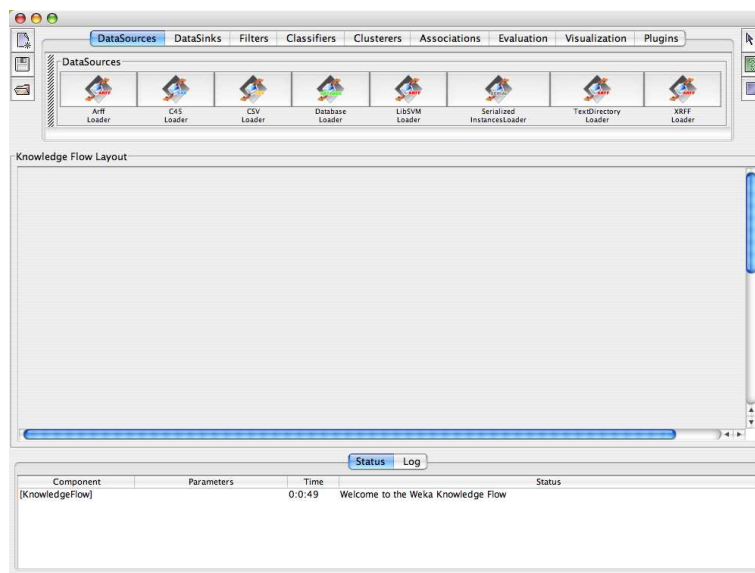 DataSources DataSinks Filters Classifiers Clusterers Associations Evaluation Visualization Plugins
DataSources
Arff Loader
C45 Loader
CSV Loader
Database Loader
LibSVM Loader
Serialized InstancesLoader
TextDirectory Loader
XRFF Loader
Knowledge Flow Layout
Status Log
Component Parameters Time Status
[KnowledgeFlow] 0:0:49 Welcome to the Weka Knowledge Flow